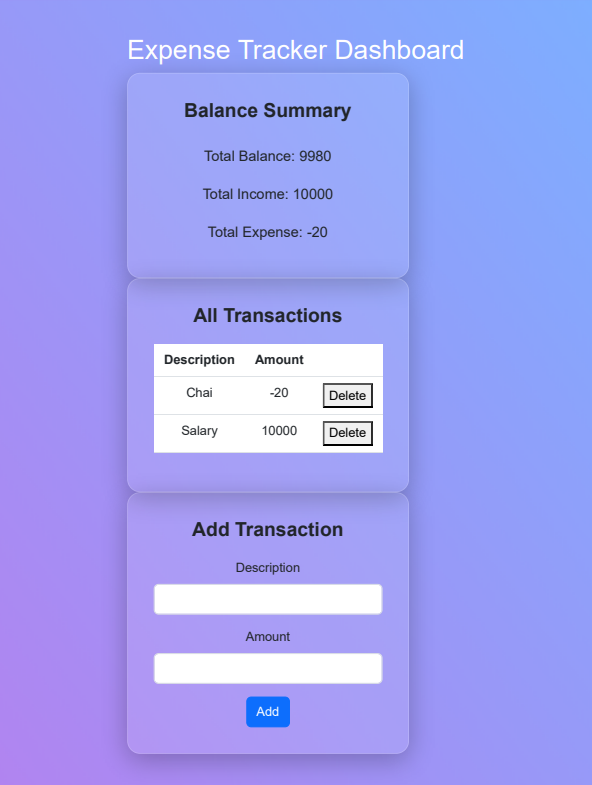 Expense Tracker Dashboard
Balance Summary
Total Balance: 9980
Total Income: 10000
Total Expense: -20
All Transactions
Description Amount
Chai -20 Delete
Salary 10000 Delete
Add Transaction
Description
Amount
Add